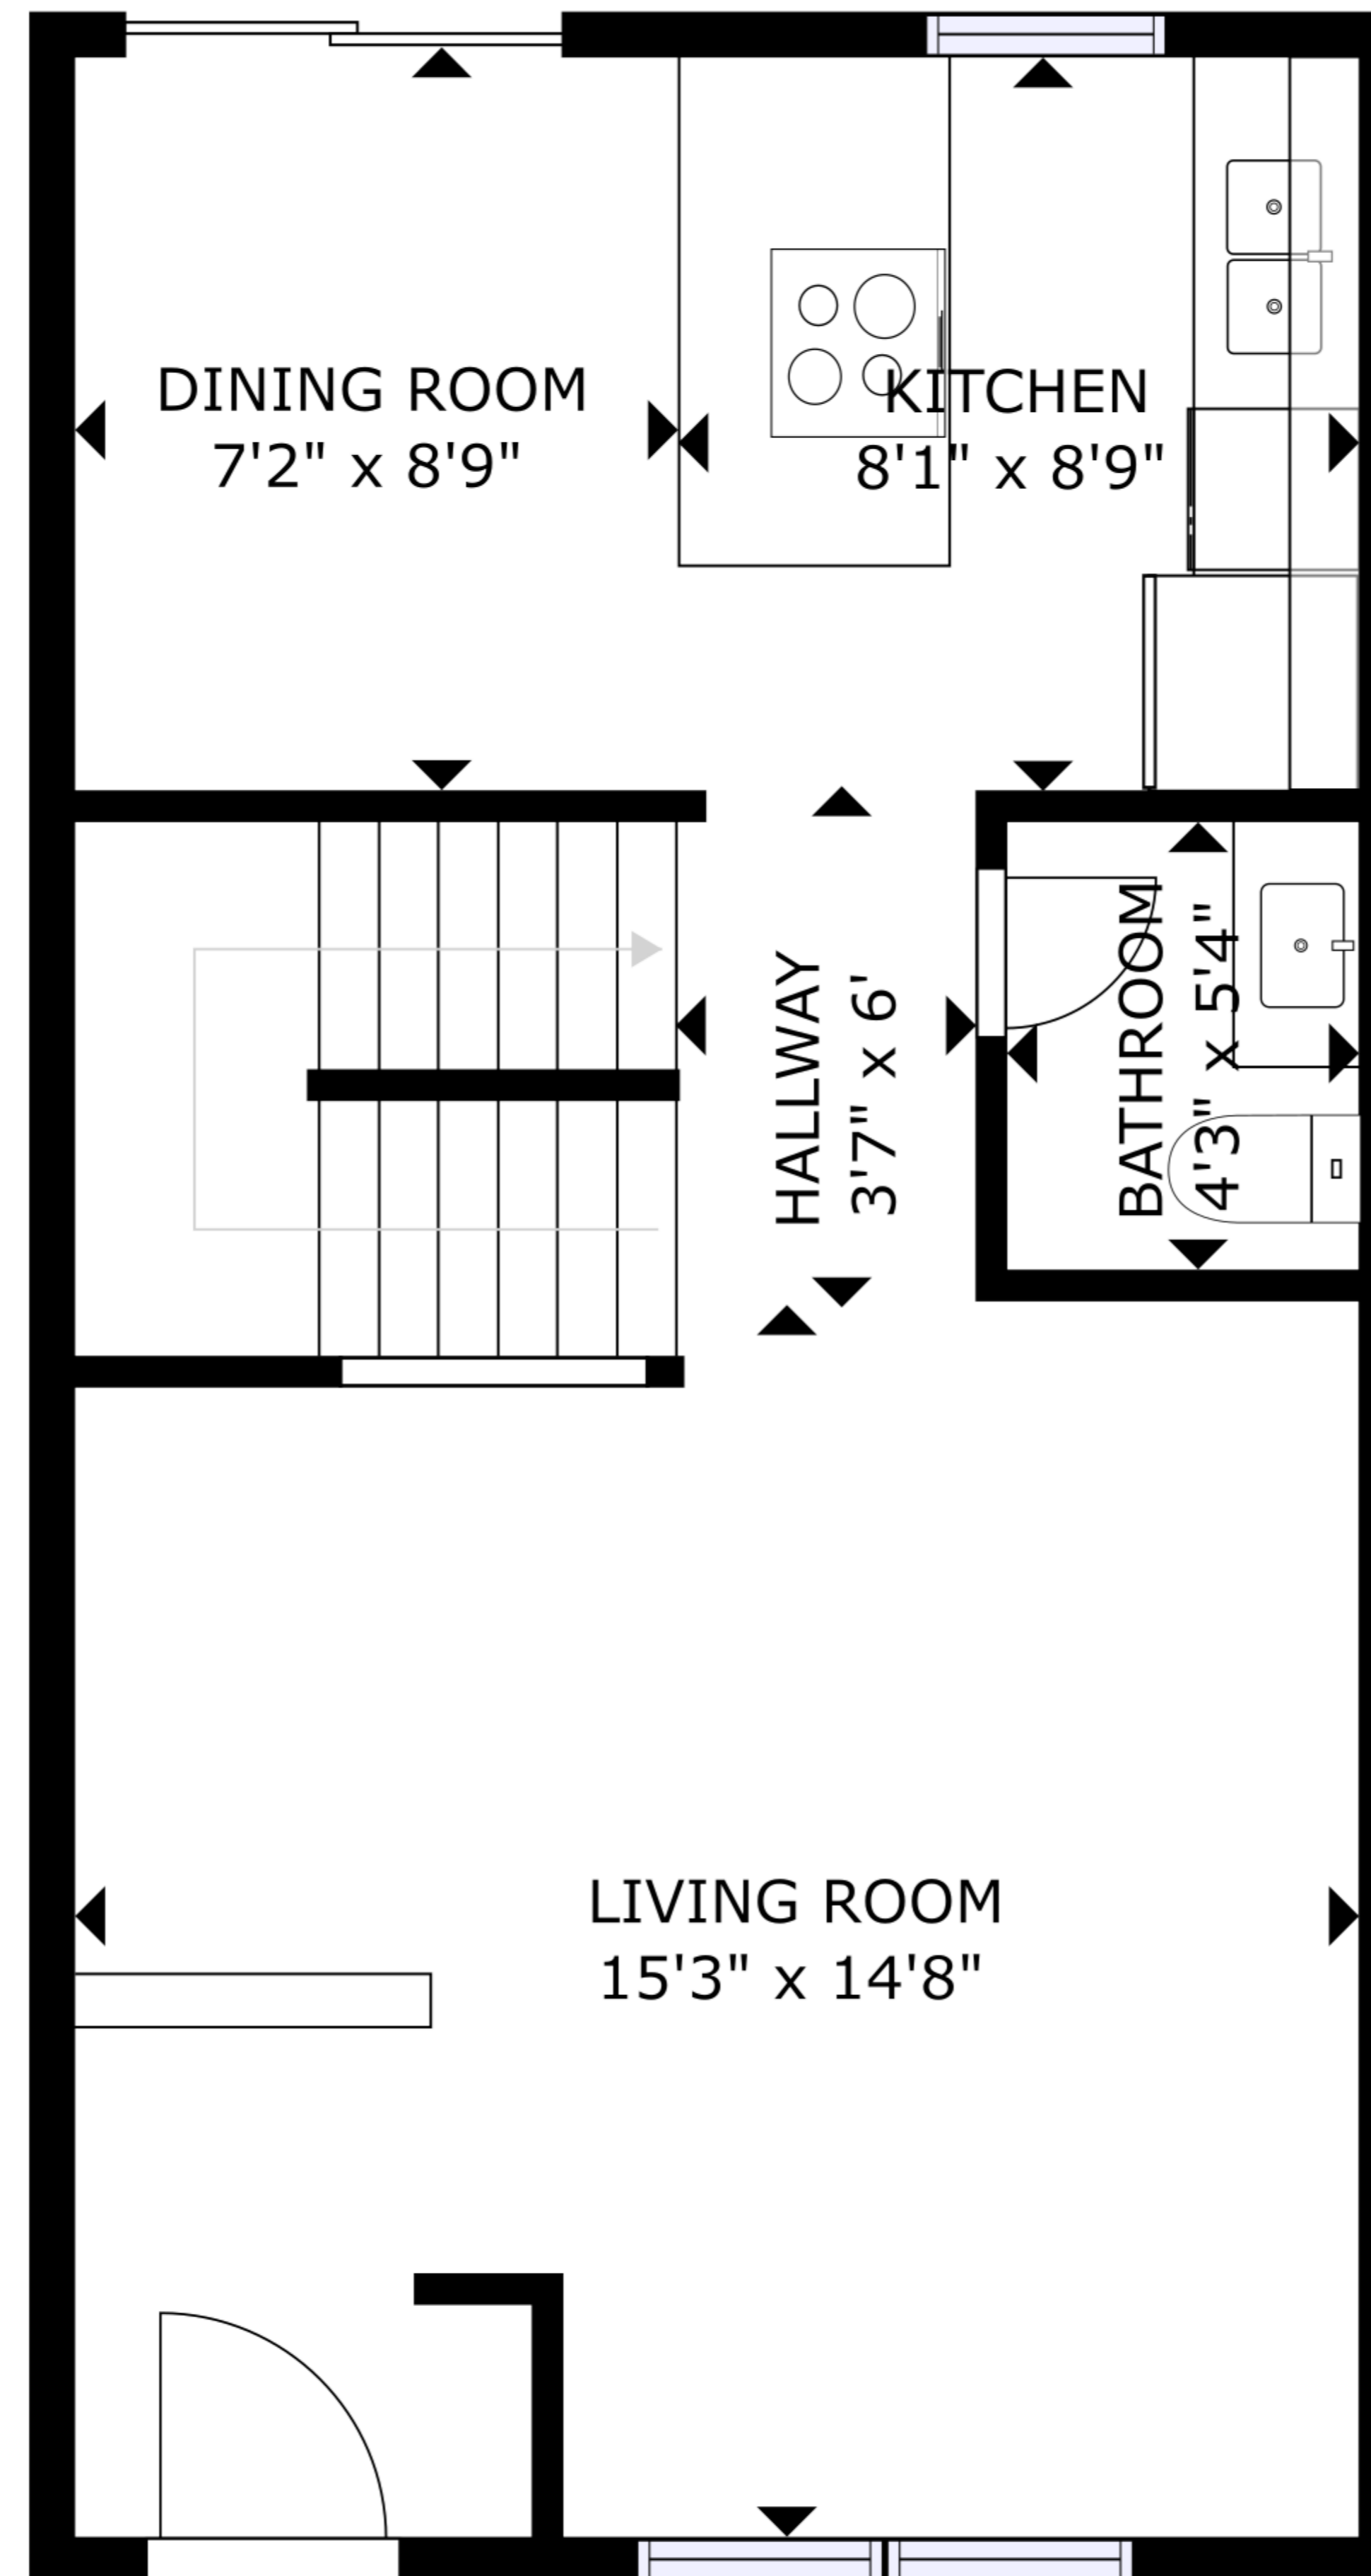 DINING ROOM
7'2" x 8'9"
KITCHEN
8'1" x 8'9"
HALLWAY
3'7" x 6'
BATHROOM
4'3" x 5'4"
LIVING ROOM
15'3" x 14'8"